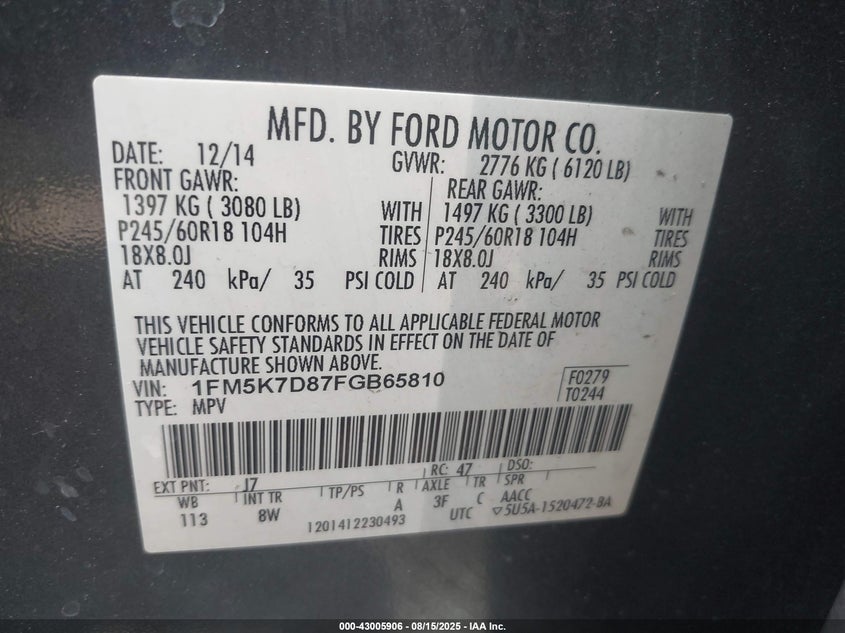 MFD. BY FORD MOTOR CO.
DATE: 12/14 GVWR: 2776 KG ( 6120 LB)
FRONT GAWR: REAR GAWR:
1397 KG ( 3080 LB) WITH 1497 KG ( 3300 LB) WITH
P245/60R18 104H TIRES P245/60R18 104H TIRES
18X8.0J RIMS 18X8.0J RIMS
AT 240 kPa/ 35 PSI COLD AT 240 kPa/ 35 PSI COLD
THIS VEHICLE CONFORMS TO ALL APPLICABLE FEDERAL MOTOR
VEHICLE SAFETY STANDARDS IN EFFECT ON THE DATE OF
MANUFACTURE SHOWN ABOVE.
VIN: 1FM5K7D87FGB65810 F0279
TYPE: MPV T0244
EXT PNT: J7 RC: 47 DSO:
WB INT TR TP/PS R AXLE TR SPR
113 8W A 3F C AACC
1201412230493 UTC ▽5U5A-1520472-BA
000-43005906 - 08/15/2025 - IAA Inc.